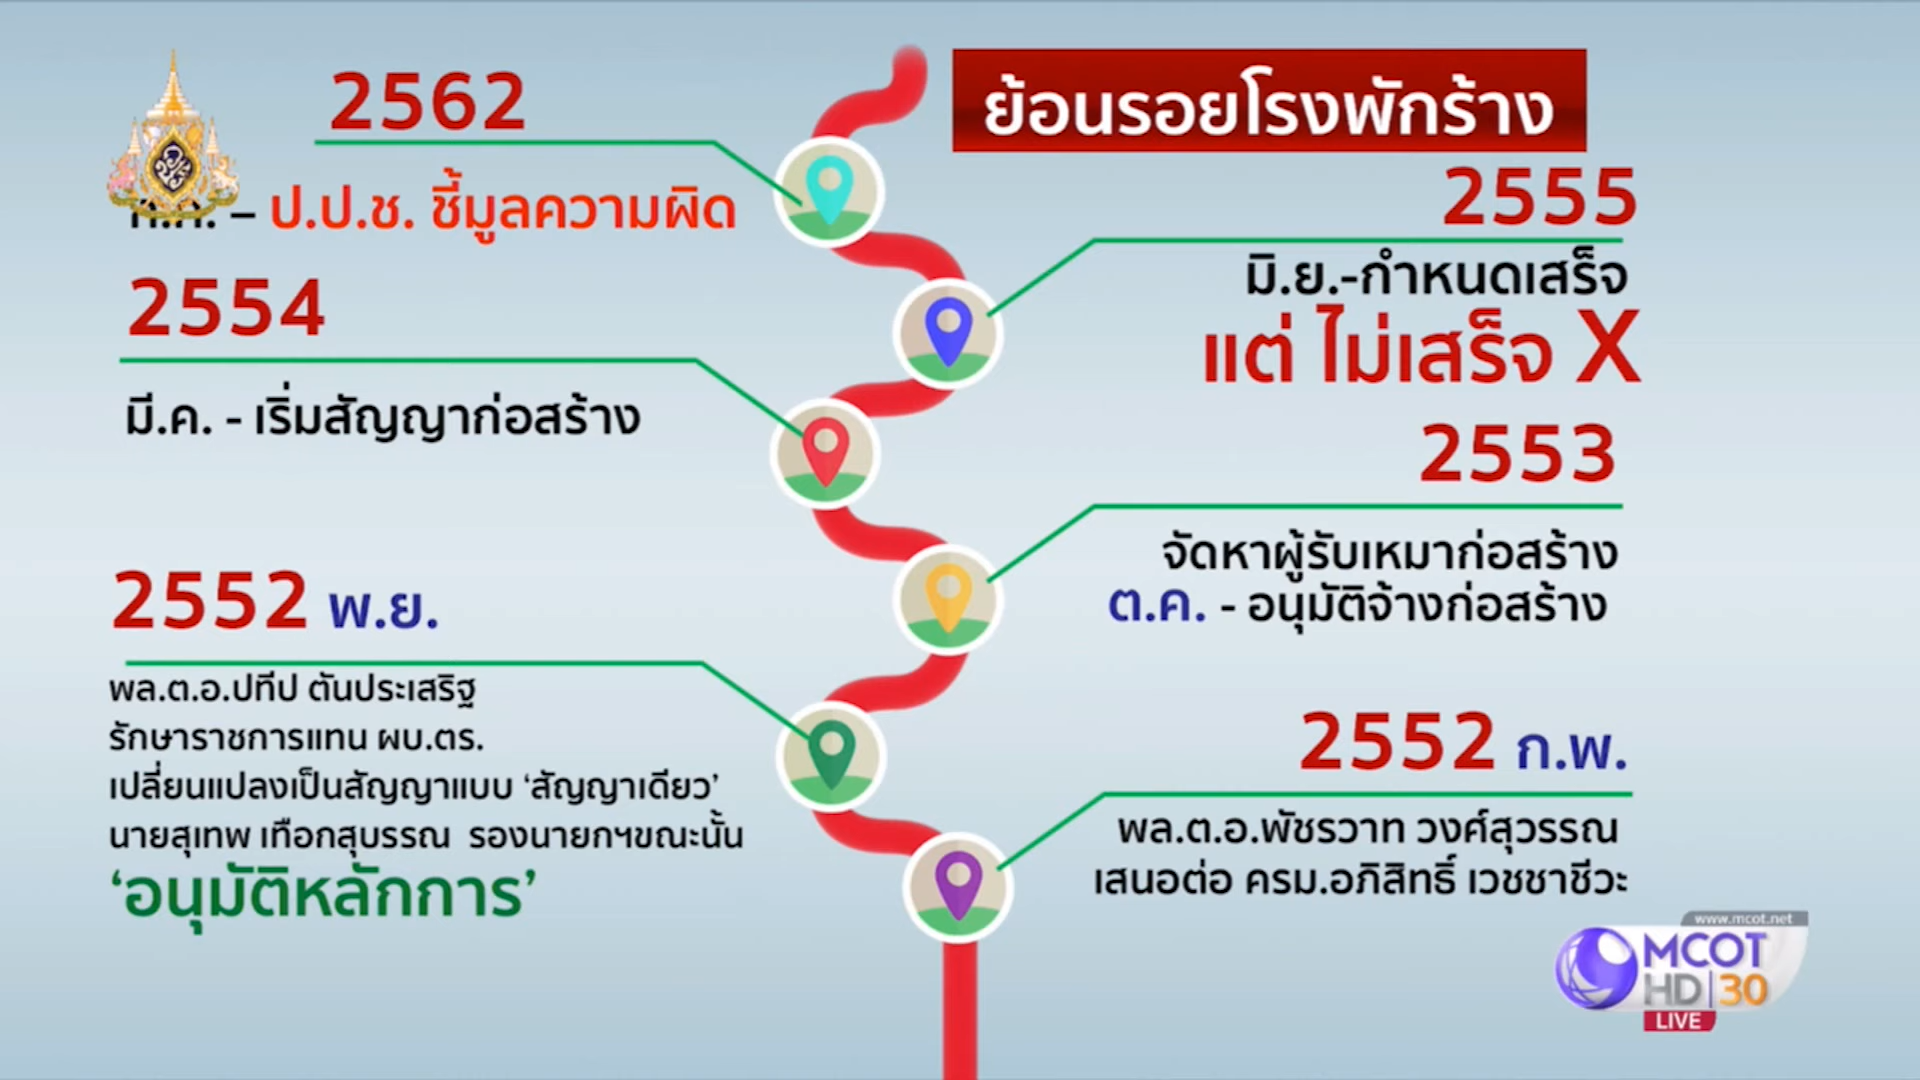 ย้อนรอยโรงพักร้าง
2562
– ป.ป.ช. ชี้มูลความผิด
2555
มิ.ย.-กำหนดเสร็จ
แต่ ไม่เสร็จ X
2554
มี.ค. - เริ่มสัญญาก่อสร้าง
2553
จัดหาผู้รับเหมาก่อสร้าง
ต.ค. - อนุมัติจ้างก่อสร้าง
2552 พ.ย.
พล.ต.อ.ปทีป ตันประเสริฐ
รักษาราชการแทน ผบ.ตร.
เปลี่ยนแปลงเป็นสัญญาแบบ ‘สัญญาเดียว’
นายสุเทพ เทือกสุบรรณ รองนายกฯขณะนั้น
‘อนุมัติหลักการ’
2552 ก.พ.
พล.ต.อ.พัชรวาท วงศ์สุวรรณ
เสนอต่อ ครม.อภิสิทธิ์ เวชชาชีวะ
www.mcot.net
MCOT
HD 30
LIVE